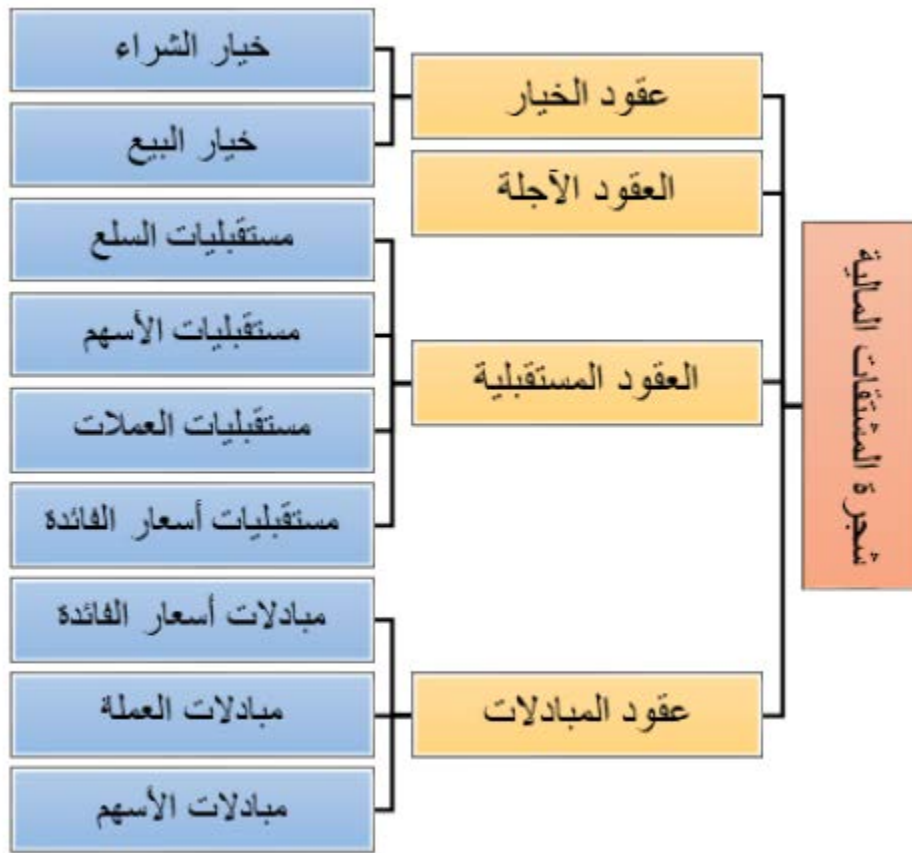 شجرة المشتقات المالية
عقود الخيار
خيار الشراء
خيار البيع
العقود الآجلة
العقود المستقبلية
مستقبليات السلع
مستقبليات الأسهم
مستقبليات العملات
مستقبليات أسعار الفائدة
عقود المبادلات
مبادلات أسعار الفائدة
مبادلات العملة
مبادلات الأسهم